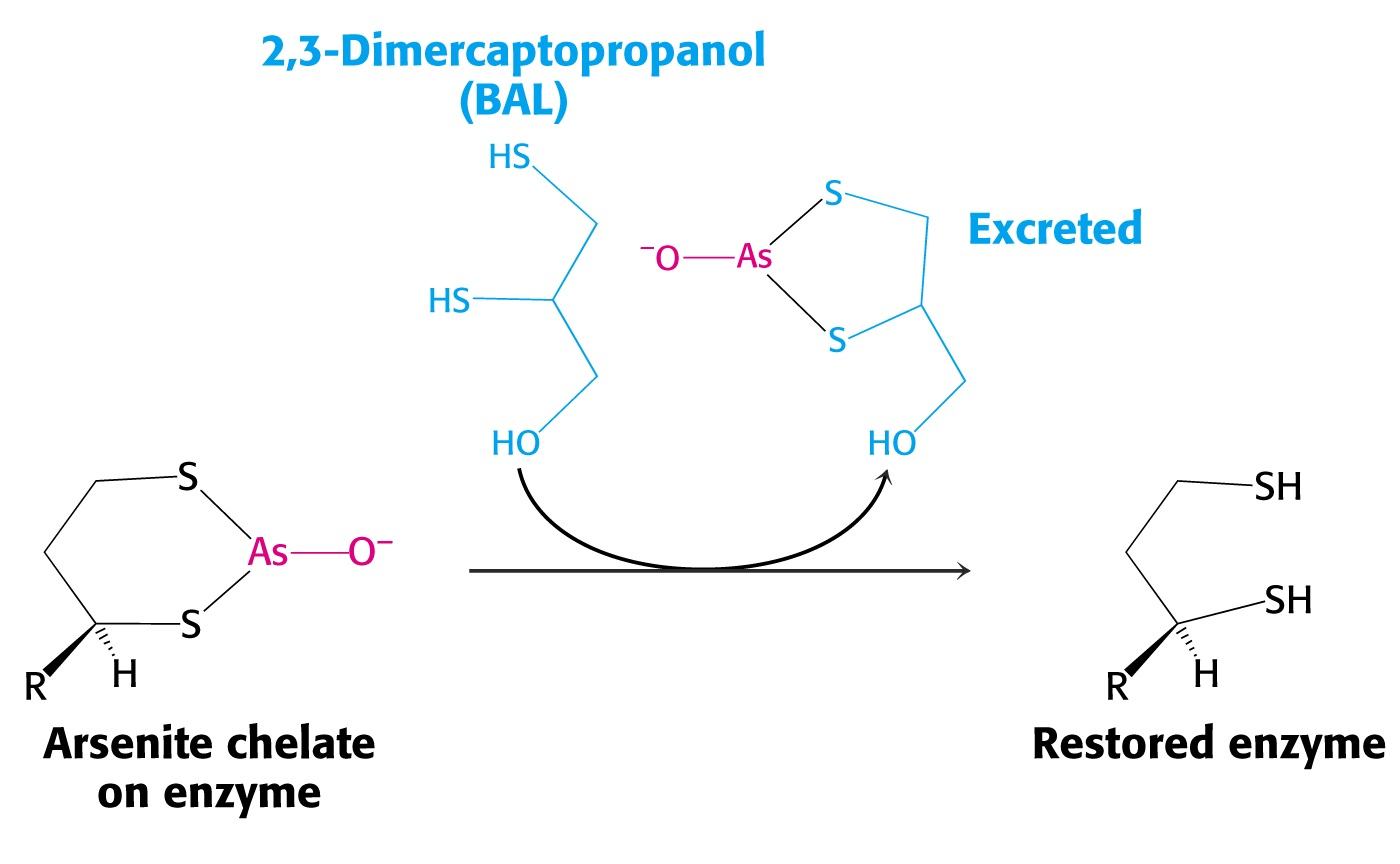 2,3-Dimercaptopropanol
(BAL)
HS
HS
HO
S
⁻O
As
S
HO
Excreted
S
As
O⁻
S
R
H
Arsenite chelate
on enzyme
SH
SH
R
H
Restored enzyme